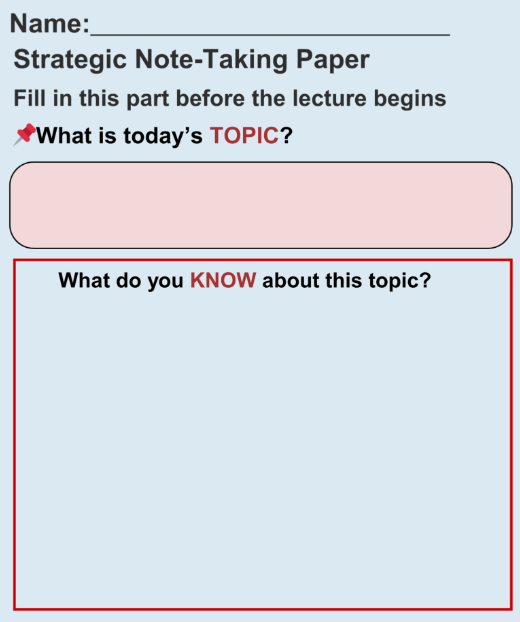 Name:__________________________
Strategic Note-Taking Paper
Fill in this part before the lecture begins
📌What is today’s TOPIC?
What do you KNOW about this topic?